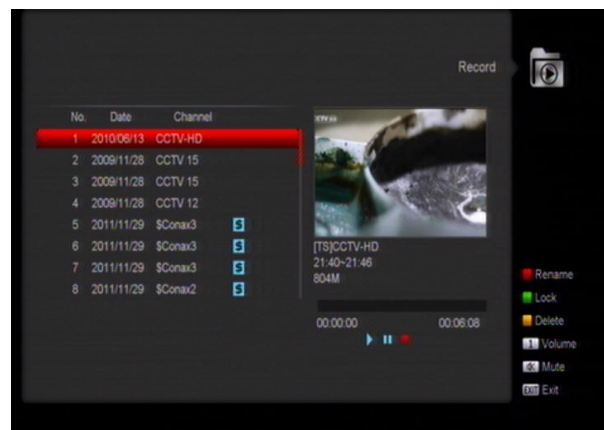 Record
No. Date Channel
1 2010/06/13 CCTV-HD
2 2009/11/28 CCTV 15
3 2009/11/28 CCTV 15
4 2009/11/28 CCTV 12
5 2011/11/29 $Conax3 S
6 2011/11/29 $Conax3 S
7 2011/11/29 $Conax3 S
8 2011/11/29 $Conax2 S
[TS]CCTV-HD
21:40~21:46
804M
00:00:00 00:06:08
Rename
Lock
Delete
1 Volume
Mute
EXIT Exit